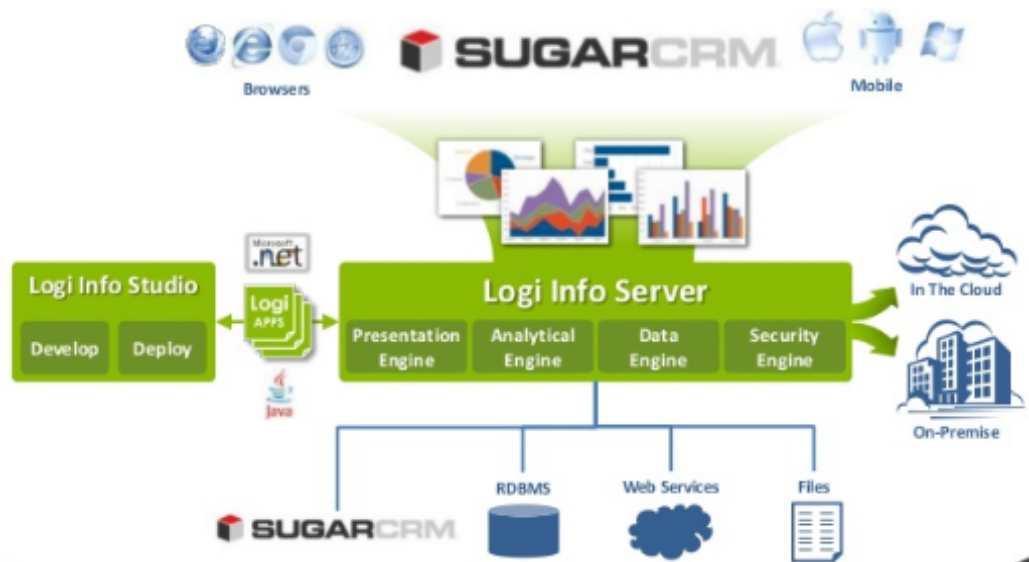 SUGARCRM
Browsers
Mobile
Microsoft
.net
Logi Info Studio
Develop
Deploy
Logi
APPS
Java
Logi Info Server
Presentation
Engine
Analytical
Engine
Data
Engine
Security
Engine
In The Cloud
On-Premise
SUGARCRM
RDBMS
Web Services
Files